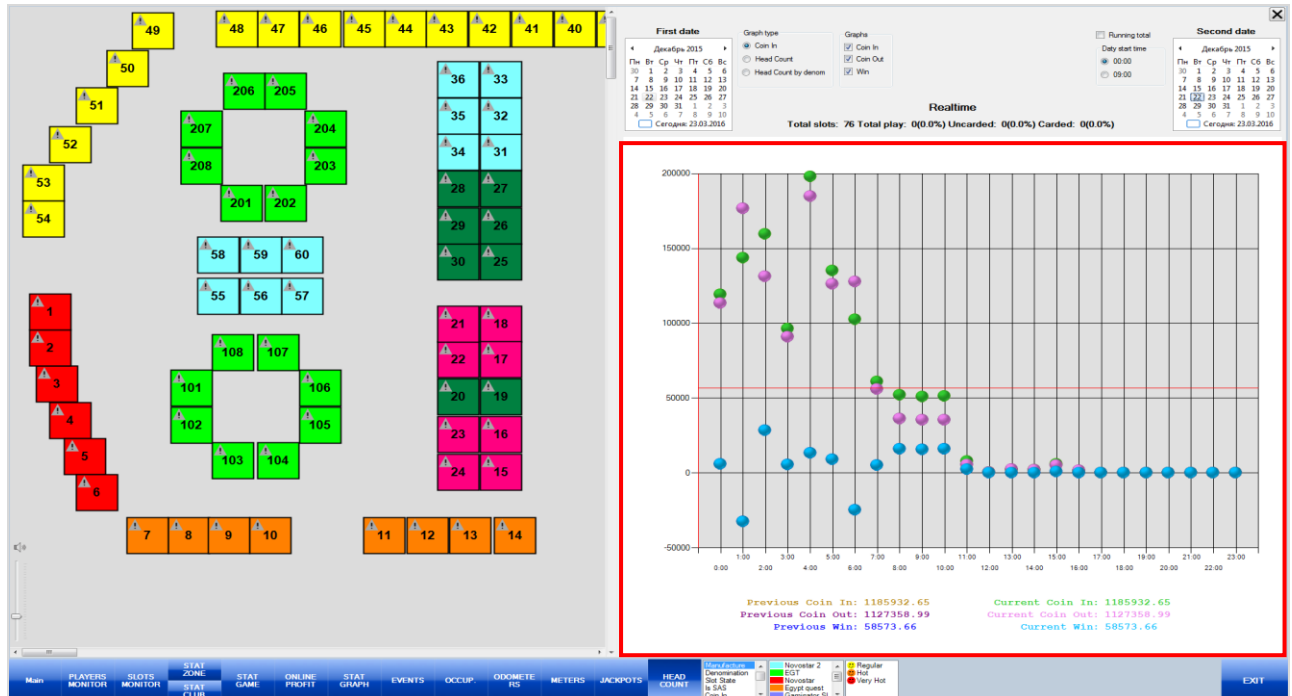 49
48 47 46 45 44 43 42 41 40
50
51
52
53
54
206 205
207 204
208 203
201 202
36 33
35 32
34 31
28 27
29 26
30 25
58 59 60
55 56 57
1
2
3
4
5
6
108 107
101 106
102 105
103 104
21 18
22 17
20 19
23 16
24 15
7 8 9 10
11 12 13 14
First date
Декабрь 2015
Пн Вт Ср Чт Пт Сб Вс
30 1 2 3 4 5 6
7 8 9 10 11 12 13
14 15 16 17 18 19 20
21 22 23 24 25 26 27
28 29 30 31 1 2 3
4 5 6 7 8 9 10
Сегодня: 23.03.2016
Graph type
Coin In
Head Count
Head Count by denom
Graphs
Coin In
Coin Out
Win
Running total
Daty start time
00:00
09:00
Second date
Декабрь 2015
Пн Вт Ср Чт Пт Сб Вс
30 1 2 3 4 5 6
7 8 9 10 11 12 13
14 15 16 17 18 19 20
21 22 23 24 25 26 27
28 29 30 31 1 2 3
4 5 6 7 8 9 10
Сегодня: 23.03.2016
Realtime
Total slots: 76 Total play: 0(0.0%) Uncarded: 0(0.0%) Carded: 0(0.0%)
200000
150000
100000
50000
0
-50000
1:00 3:00 5:00 7:00 9:00 11:00 13:00 15:00 17:00 19:00 21:00 23:00
0:00 2:00 4:00 6:00 8:00 10:00 12:00 14:00 16:00 18:00 20:00 22:00
Previous Coin In: 1185932.65 Current Coin In: 1185932.65
Previous Coin Out: 1127358.99 Current Coin Out: 1127358.99
Previous Win: 58573.66 Current Win: 58573.66
Main
PLAYERS
MONITOR
SLOTS
MONITOR
STAT
ZONE
STAT
CLUB
STAT
GAME
ONLINE
PROFIT
STAT
GRAPH
EVENTS
OCCUP.
ODOMETE
RS
METERS
JACKPOTS
HEAD
COUNT
Manufacture
Denomination
Slot State
Is SAS
Coin In
Novostar 2
EGT
Novostar
Egypt quest
Gaminator SL
Regular
Hot
Very Hot
EXIT